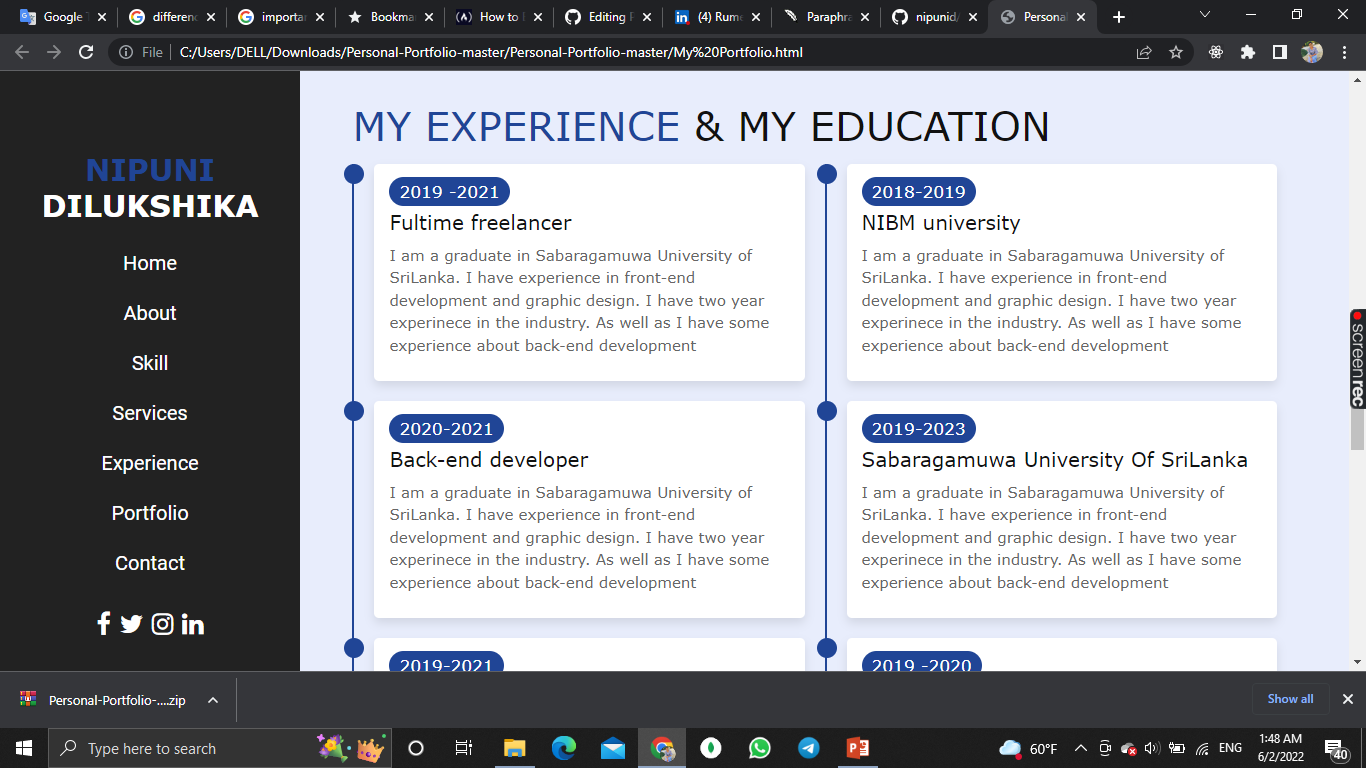 Google T
differenc
importan
Bookma
How to
Editing
(4) Rume
Paraphra
nipunid/
Personal
File
C:/Users/DELL/Downloads/Personal-Portfolio-master/Personal-Portfolio-master/My%20Portfolio.html
NIPUNI
DILUKSHIKA
Home
About
Skill
Services
Experience
Portfolio
Contact
MY EXPERIENCE & MY EDUCATION
2019 -2021
Fultime freelancer
I am a graduate in Sabaragamuwa University of
SriLanka. I have experience in front-end
development and graphic design. I have two year
experinece in the industry. As well as I have some
experience about back-end development
2018-2019
NIBM university
I am a graduate in Sabaragamuwa University of
SriLanka. I have experience in front-end
development and graphic design. I have two year
experinece in the industry. As well as I have some
experience about back-end development
2020-2021
Back-end developer
I am a graduate in Sabaragamuwa University of
SriLanka. I have experience in front-end
development and graphic design. I have two year
experinece in the industry. As well as I have some
experience about back-end development
2019-2023
Sabaragamuwa University Of SriLanka
I am a graduate in Sabaragamuwa University of
SriLanka. I have experience in front-end
development and graphic design. I have two year
experinece in the industry. As well as I have some
experience about back-end development
2019-2021
2019 -2020
screenrec
Personal-Portfolio-....zip
Show all
Type here to search
60°F
ENG
1:48 AM
6/2/2022
40